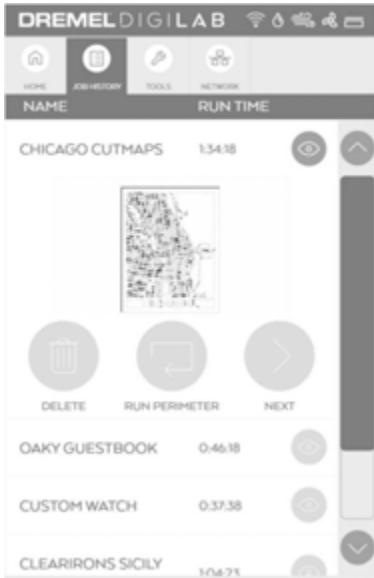 DREMEL DIGILAB
HOME JOB HISTORY TOOLS NETWORK
NAME RUN TIME
CHICAGO CUTMAPS 1:34:18
DELETE RUN PERIMETER NEXT
OAKY GUESTBOOK 0:46:18
CUSTOM WATCH 0:37:38
CLEARIRONS SICILY 1:04:23